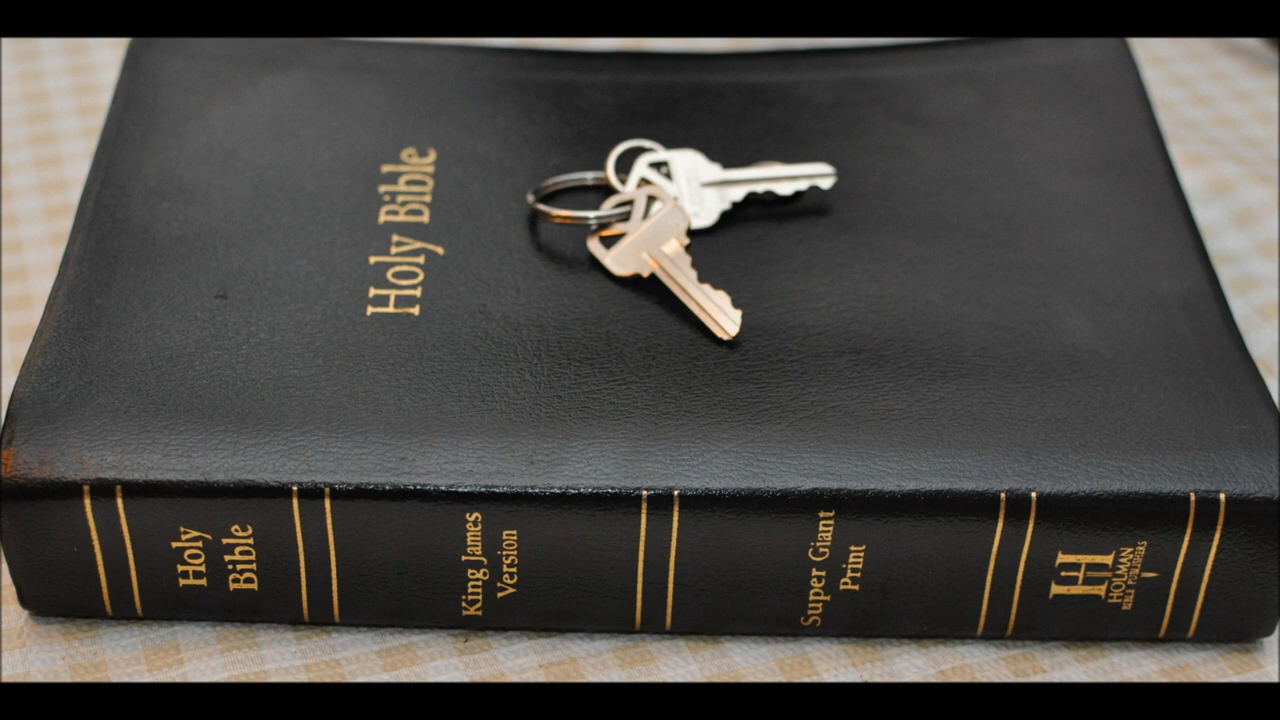 Holy Bible
Holy
Bible
King James
Version
Super Giant
Print
HOLMAN
BIBLE PUBLISHERS